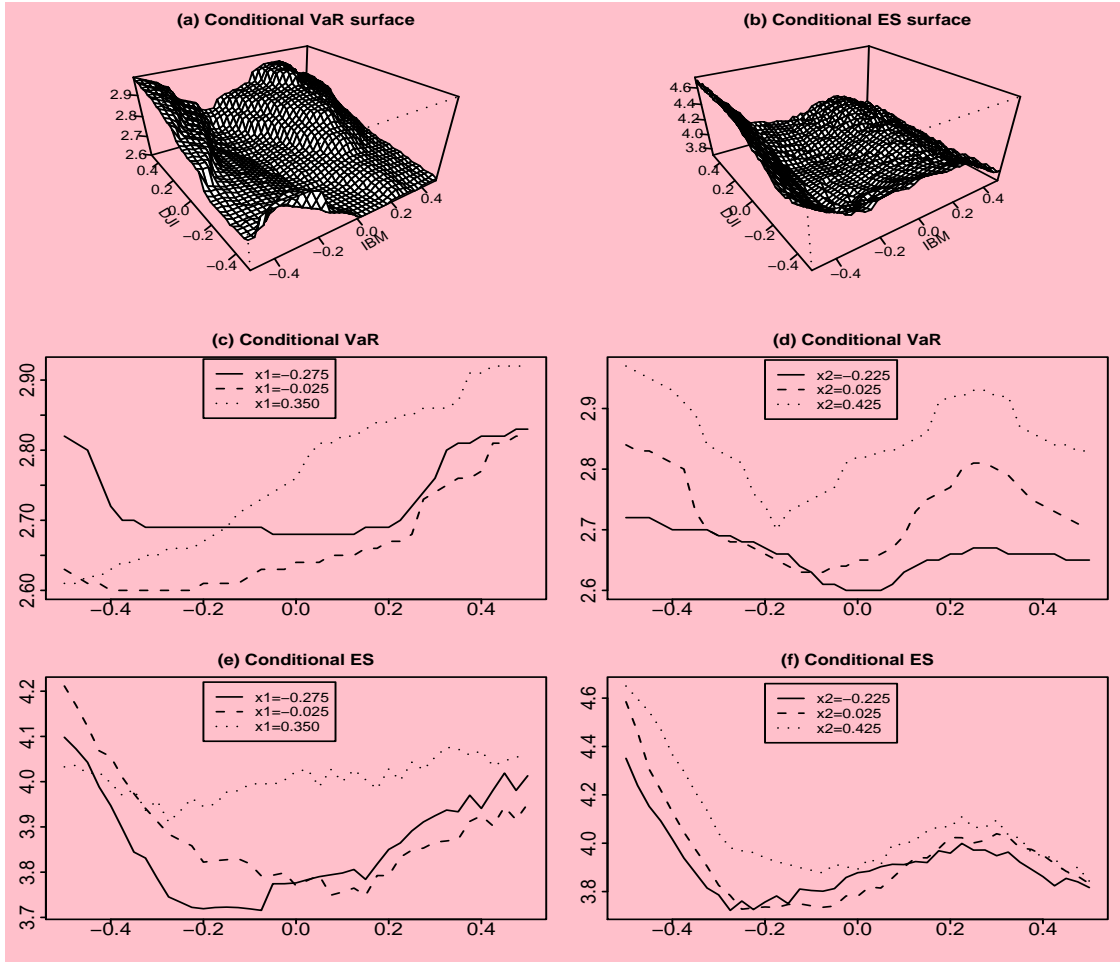 (a) Conditional VaR surface
(b) Conditional ES surface
2.9
2.8
2.7
2.6
0.4
0.2
0.0
−0.2
−0.4
DJI
−0.4
−0.2
0.0
0.2
0.4
IBM
4.6
4.4
4.2
4.0
3.8
0.4
0.2
0.0
−0.2
−0.4
DJI
−0.4
−0.2
0.0
0.2
0.4
IBM
(c) Conditional VaR
x1=−0.275
x1=−0.025
x1=0.350
2.90
2.80
2.70
2.60
−0.4 −0.2 0.0 0.2 0.4
(d) Conditional VaR
x2=−0.225
x2=0.025
x2=0.425
2.9
2.8
2.7
2.6
−0.4 −0.2 0.0 0.2 0.4
(e) Conditional ES
x1=−0.275
x1=−0.025
x1=0.350
4.2
4.1
4.0
3.9
3.8
3.7
−0.4 −0.2 0.0 0.2 0.4
(f) Conditional ES
x2=−0.225
x2=0.025
x2=0.425
4.6
4.4
4.2
4.0
3.8
−0.4 −0.2 0.0 0.2 0.4